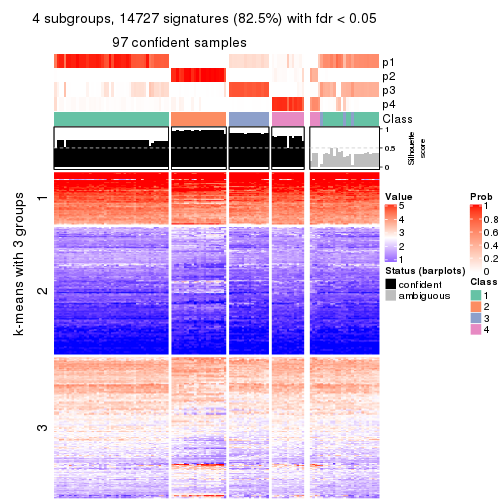 4 subgroups, 14727 signatures (82.5%) with fdr < 0.05
97 confident samples
p1
p2
p3
p4
Class
1
0.5
0
Silhouette
score
k-means with 3 groups
1
2
3
Value
5
4
3
2
1
Status (barplots)
confident
ambiguous
Prob
1
0.8
0.6
0.4
0.2
0
Class
1
2
3
4